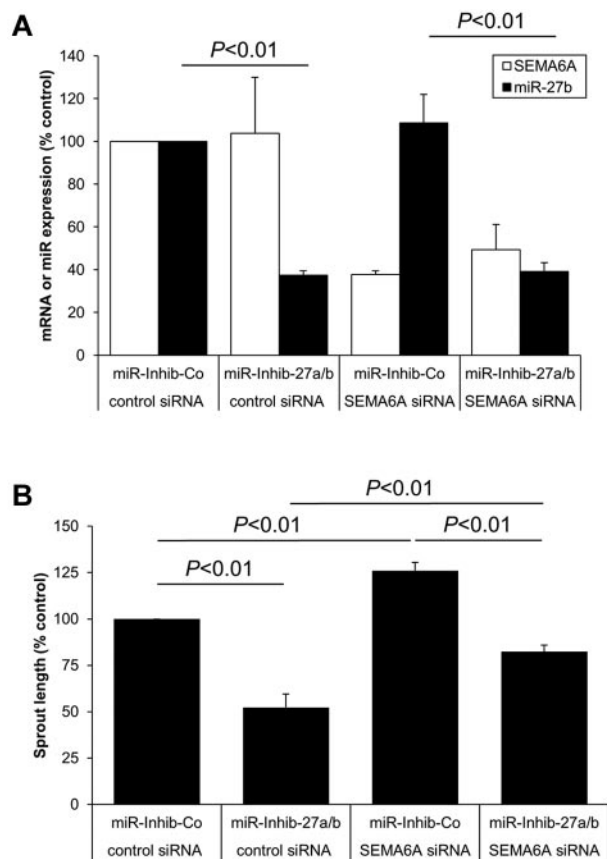 A
P<0.01
P<0.01
SEMA6A
miR-27b
mRNA or miR expression (% control)
140
120
100
80
60
40
20
0
miR-Inhib-Co
miR-Inhib-27a/b
miR-Inhib-Co
miR-Inhib-27a/b
control siRNA
control siRNA
SEMA6A siRNA
SEMA6A siRNA
B
P<0.01
P<0.01
P<0.01
P<0.01
Sprout length (% control)
150
125
100
75
50
25
0
miR-Inhib-Co
miR-Inhib-27a/b
miR-Inhib-Co
miR-Inhib-27a/b
control siRNA
control siRNA
SEMA6A siRNA
SEMA6A siRNA